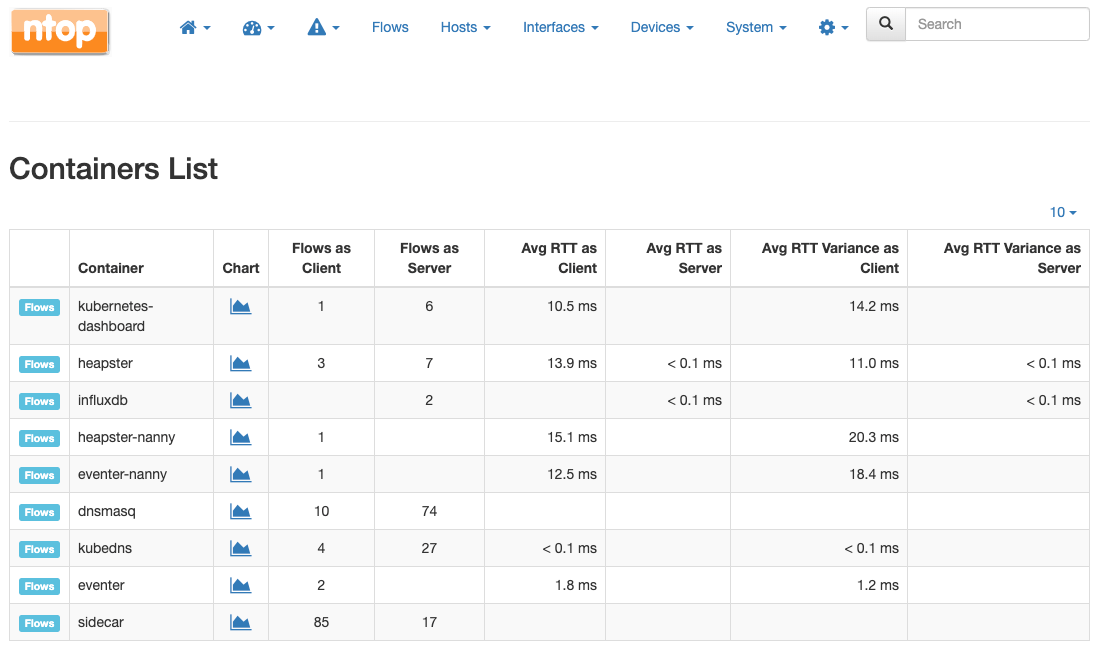 ntop
Flows
Hosts
Interfaces
Devices
System
Search
Containers List
10
Container
Chart
Flows as
Client
Flows as
Server
Avg RTT as
Client
Avg RTT as
Server
Avg RTT Variance as
Client
Avg RTT Variance as
Server
Flows kubernetes- 1 6 10.5 ms 14.2 ms
dashboard
Flows heapster 3 7 13.9 ms < 0.1 ms 11.0 ms < 0.1 ms
Flows influxdb 2 < 0.1 ms < 0.1 ms
Flows heapster-nanny 1 15.1 ms 20.3 ms
Flows eventer-nanny 1 12.5 ms 18.4 ms
Flows dnsmasq 10 74
Flows kubedns 4 27 < 0.1 ms < 0.1 ms
Flows eventer 2 1.8 ms 1.2 ms
Flows sidecar 85 17